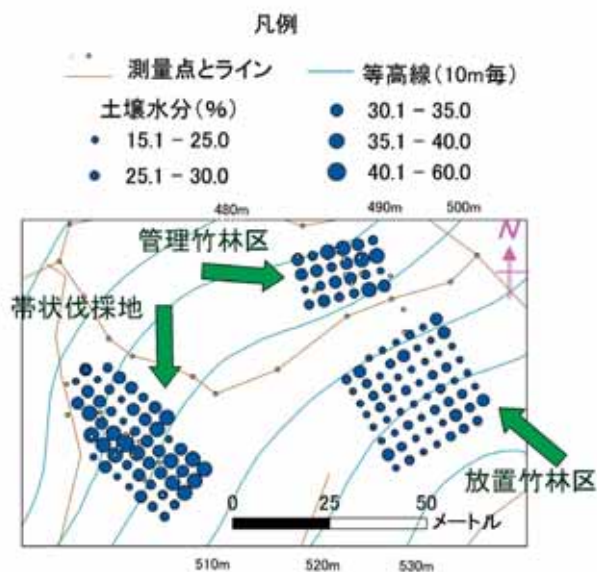 凡例
測量点とライン
等高線（10m毎）
土壌水分（%）
15.1 – 25.0
25.1 – 30.0
30.1 – 35.0
35.1 – 40.0
40.1 – 60.0
480m
490m
500m
管理竹林区
N
帯状伐採地
放置竹林区
0 25 50
メートル
510m
520m
530m